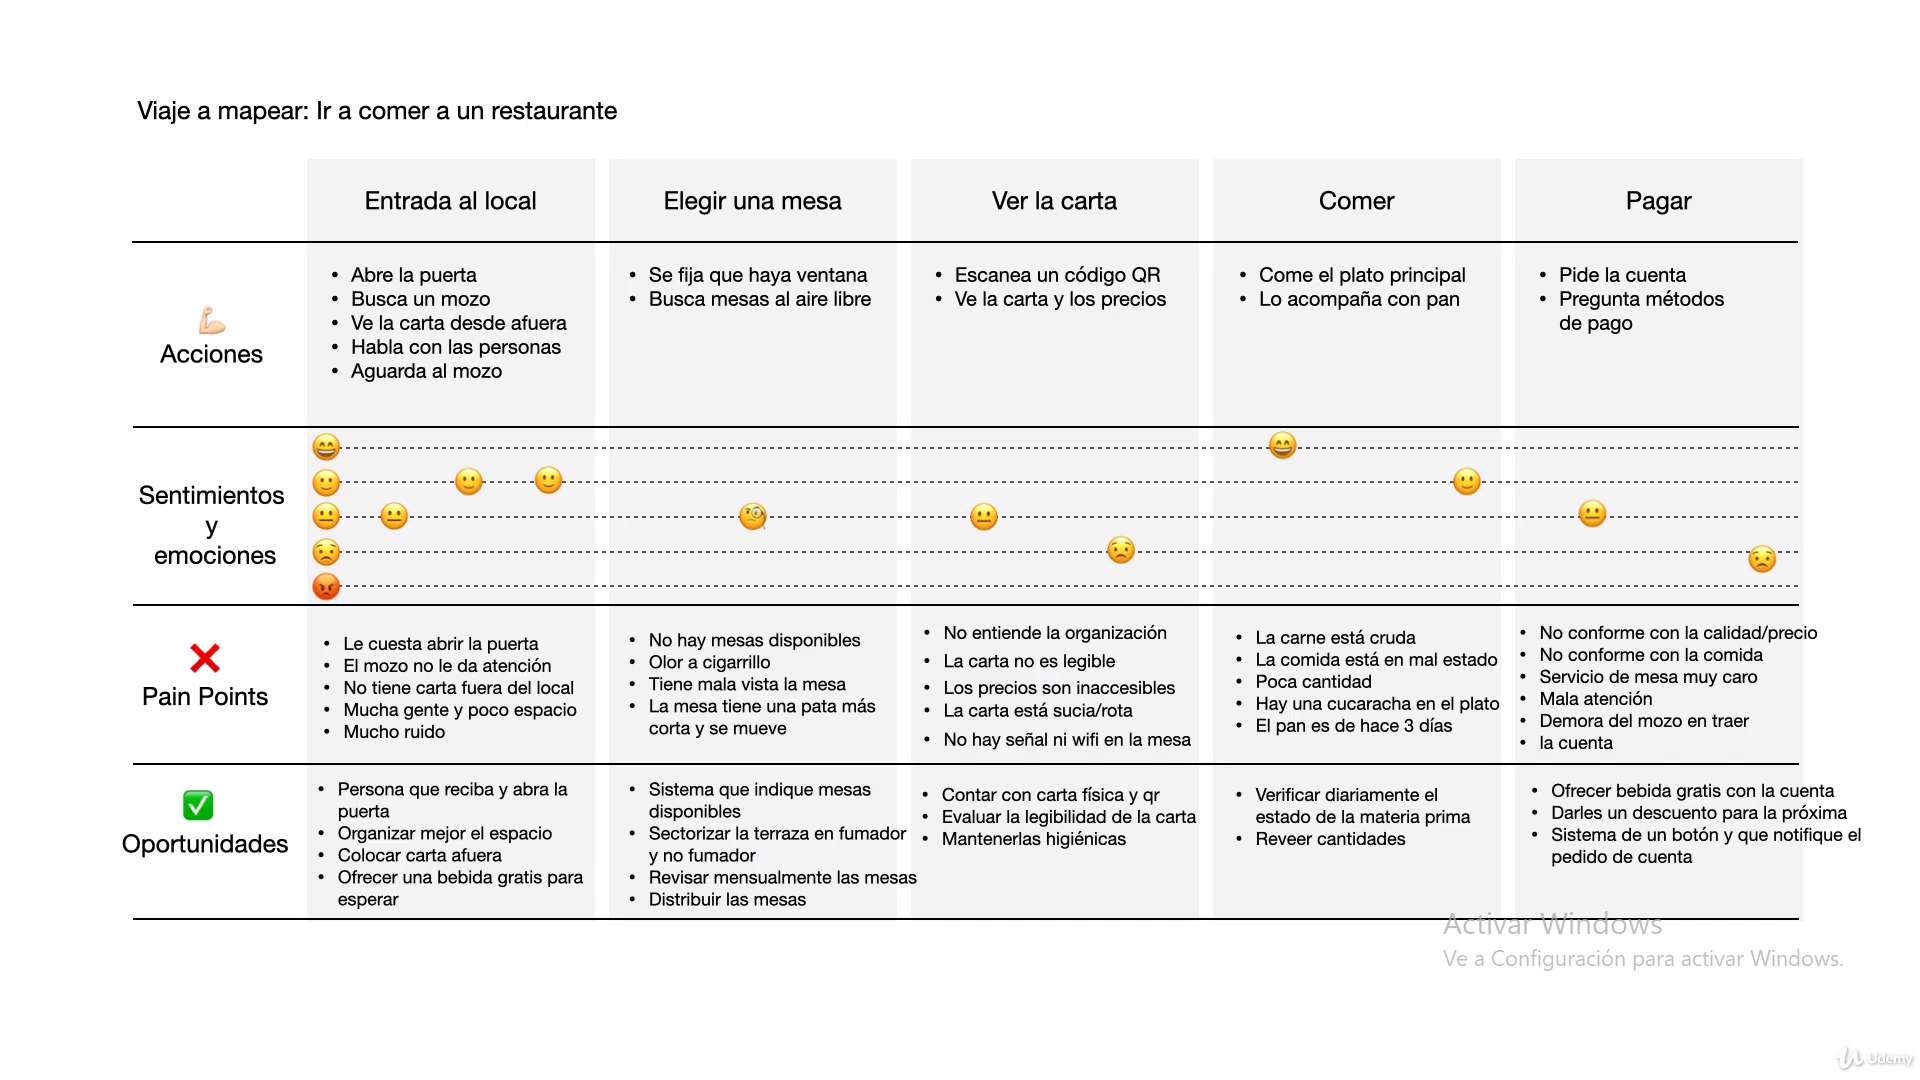 Viaje a mapear: Ir a comer a un restaurante
Entrada al local
Elegir una mesa
Ver la carta
Comer
Pagar
Acciones
• Abre la puerta
• Busca un mozo
• Ve la carta desde afuera
• Habla con las personas
• Aguarda al mozo
• Se fija que haya ventana
• Busca mesas al aire libre
• Escanea un código QR
• Ve la carta y los precios
• Come el plato principal
• Lo acompaña con pan
• Pide la cuenta
• Pregunta métodos
de pago
Sentimientos
y
emociones
Pain Points
• Le cuesta abrir la puerta
• El mozo no le da atención
• No tiene carta fuera del local
• Mucha gente y poco espacio
• Mucho ruido
• No hay mesas disponibles
• Olor a cigarrillo
• Tiene mala vista la mesa
• La mesa tiene una pata más
corta y se mueve
• No entiende la organización
• La carta no es legible
• Los precios son inaccesibles
• La carta está sucia/rota
• No hay señal ni wifi en la mesa
• La carne está cruda
• La comida está en mal estado
• Poca cantidad
• Hay una cucaracha en el plato
• El pan es de hace 3 días
• No conforme con la calidad/precio
• No conforme con la comida
• Servicio de mesa muy caro
• Mala atención
• Demora del mozo en traer
• la cuenta
Oportunidades
• Persona que reciba y abra la
puerta
• Organizar mejor el espacio
• Colocar carta afuera
• Ofrecer una bebida gratis para
esperar
• Sistema que indique mesas
disponibles
• Sectorizar la terraza en fumador
y no fumador
• Revisar mensualmente las mesas
• Distribuir las mesas
• Contar con carta física y qr
• Evaluar la legibilidad de la carta
• Mantenerlas higiénicas
• Verificar diariamente el
estado de la materia prima
• Reveer cantidades
• Ofrecer bebida gratis con la cuenta
• Darles un descuento para la próxima
• Sistema de un botón y que notifique el
pedido de cuenta
Activar Windows
Ve a Configuración para activar Windows.
Udemy